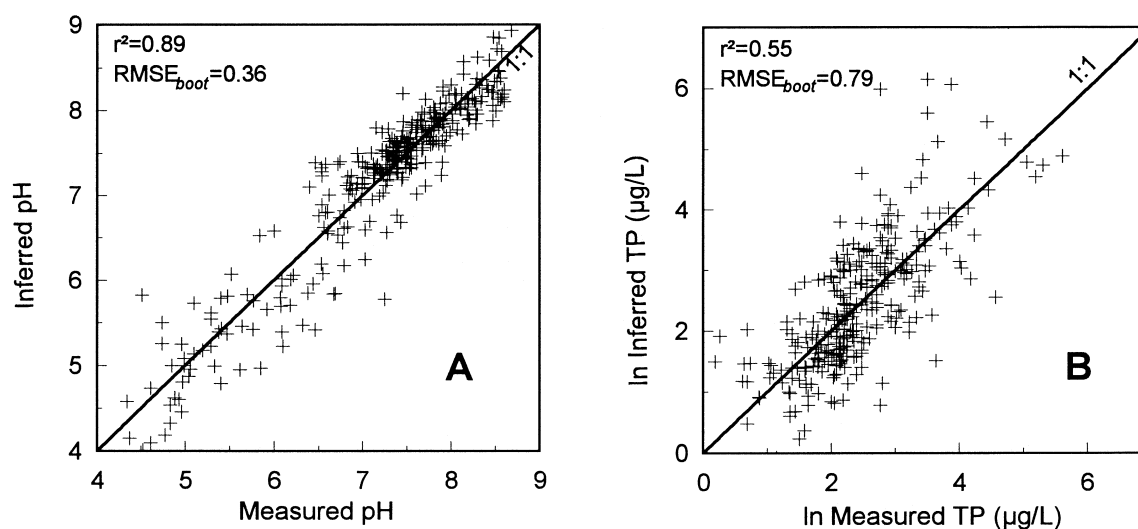 r²=0.89
RMSEboot=0.36
1:1
A
Inferred pH
9
8
7
6
5
4
4 5 6 7 8 9
Measured pH
r²=0.55
RMSEboot=0.79
1:1
B
ln Inferred TP (µg/L)
6
4
2
0
0 2 4 6
ln Measured TP (µg/L)